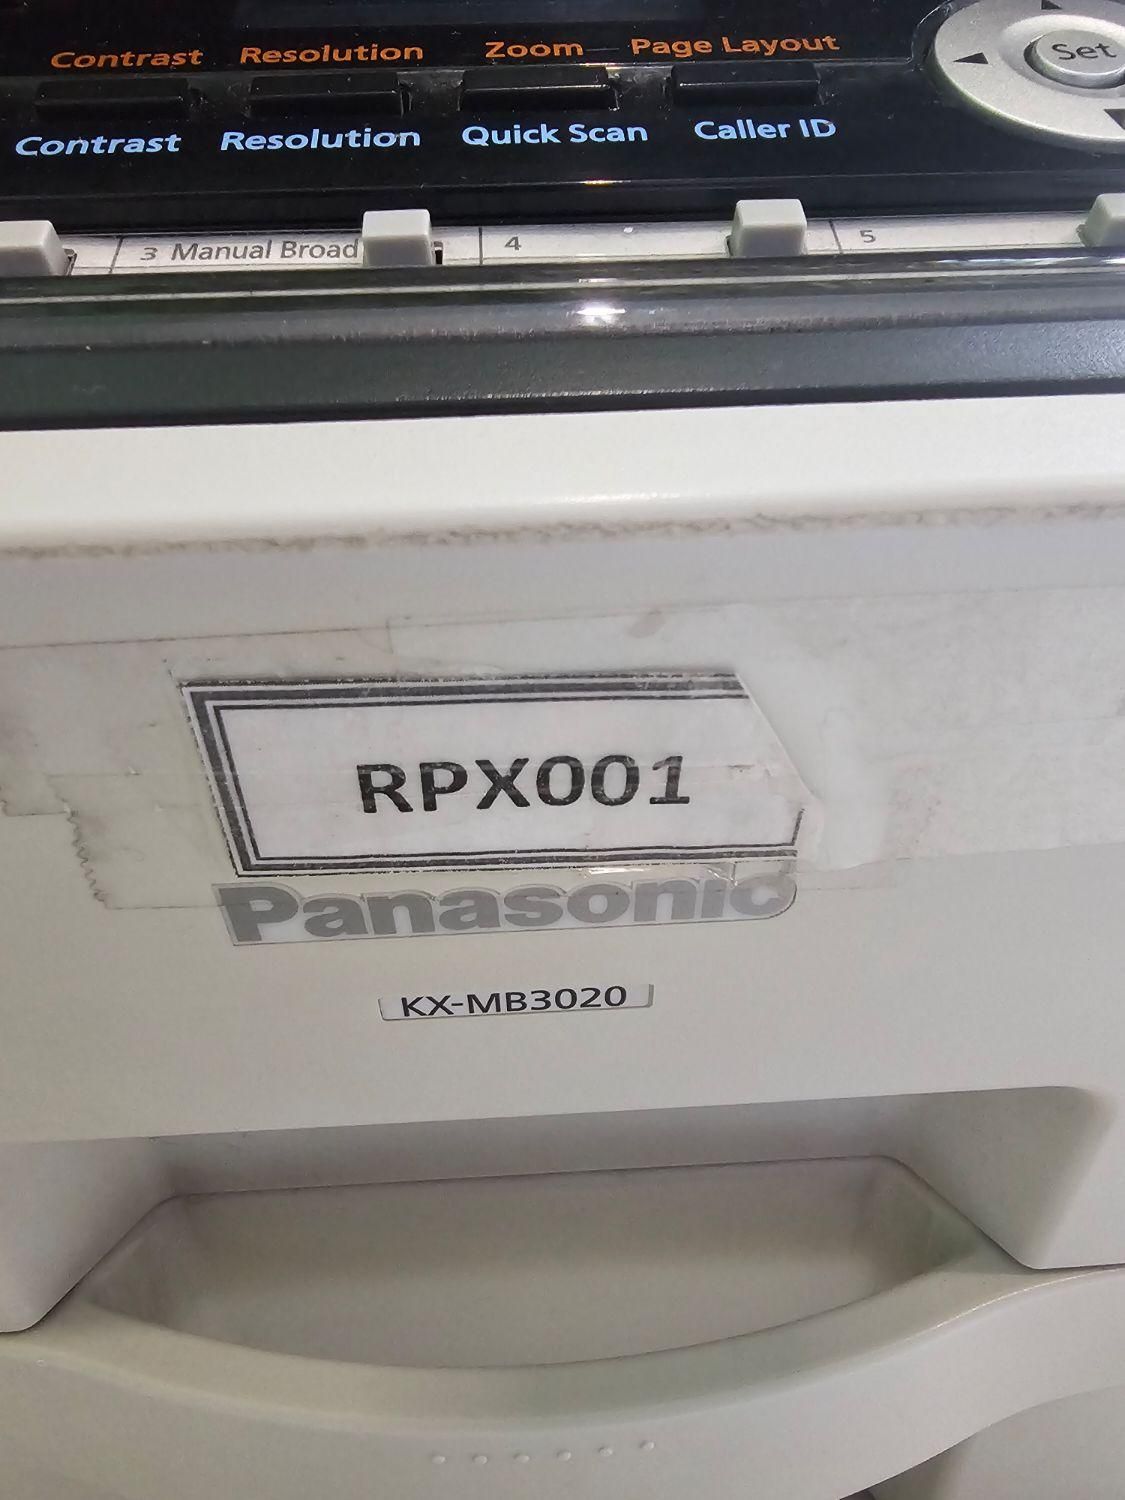 Contrast Resolution Zoom Page Layout
Set
Contrast Resolution Quick Scan Caller ID
3 Manual Broad 4 5
RPX001
Panasonic
KX-MB3020